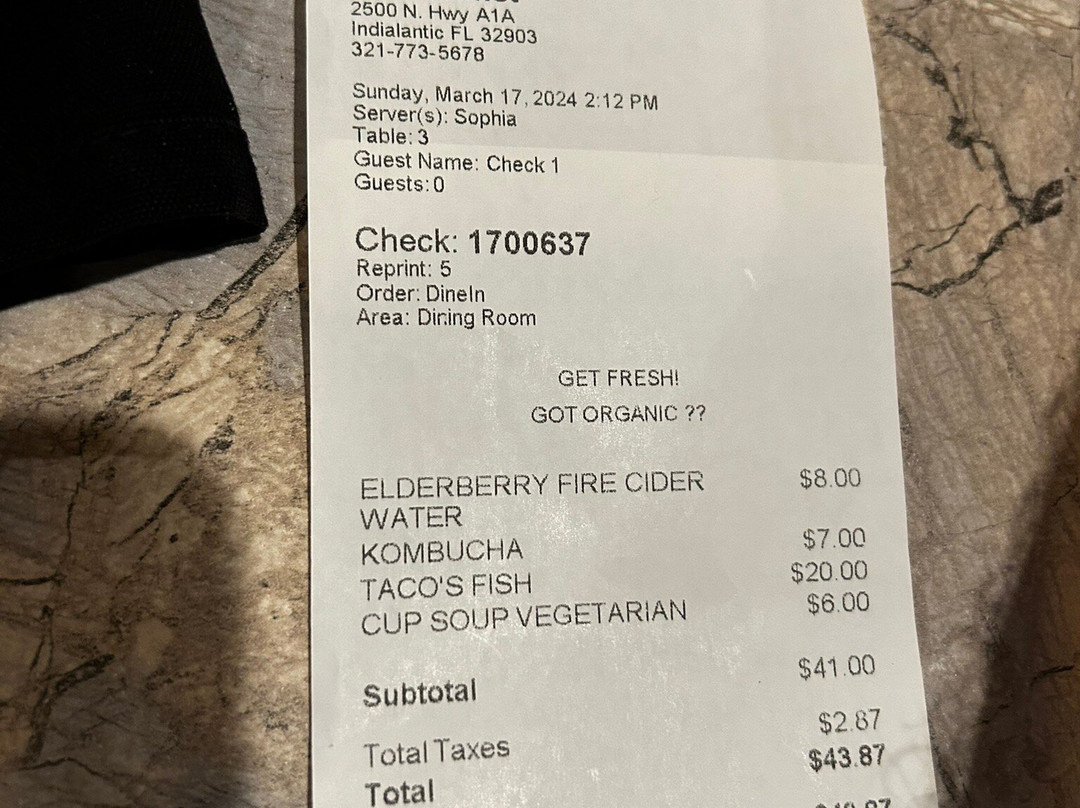 2500 N. Hwy A1A
Indialantic FL 32903
321-773-5678
Sunday, March 17, 2024 2:12 PM
Server(s): Sophia
Table: 3
Guest Name: Check 1
Guests: 0
Check: 1700637
Reprint: 5
Order: DineIn
Area: Dining Room
GET FRESH!
GOT ORGANIC ??
ELDERBERRY FIRE CIDER $8.00
WATER
KOMBUCHA $7.00
TACO'S FISH $20.00
CUP SOUP VEGETARIAN $6.00
Subtotal $41.00
Total Taxes $2.87
Total $43.87